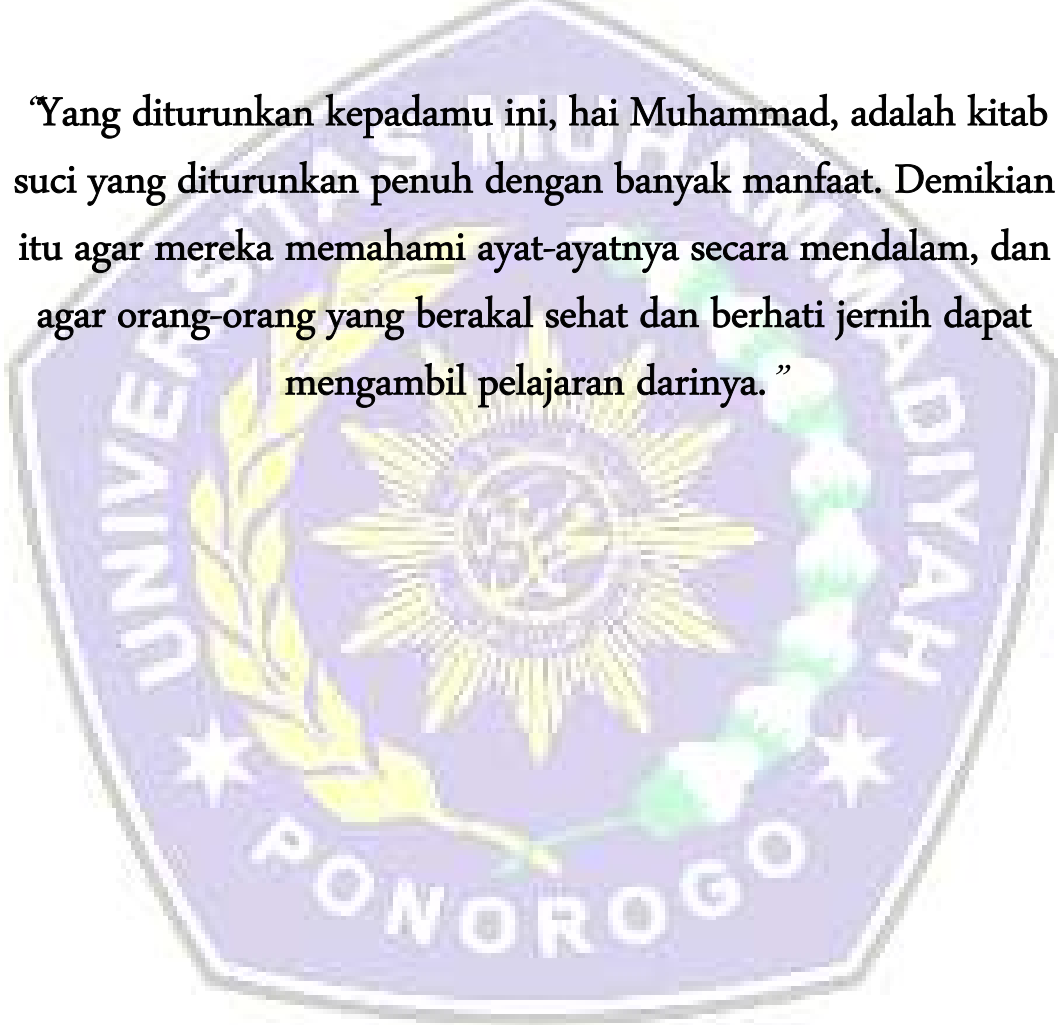 “Yang diturunkan kepadamu ini, hai Muhammad, adalah kitab
suci yang diturunkan penuh dengan banyak manfaat. Demikian
itu agar mereka memahami ayat-ayatnya secara mendalam, dan
agar orang-orang yang berakal sehat dan berhati jernih dapat
mengambil pelajaran darinya. ”
UNIVERSITAS MUHAMMADIYAH
PONOROGO